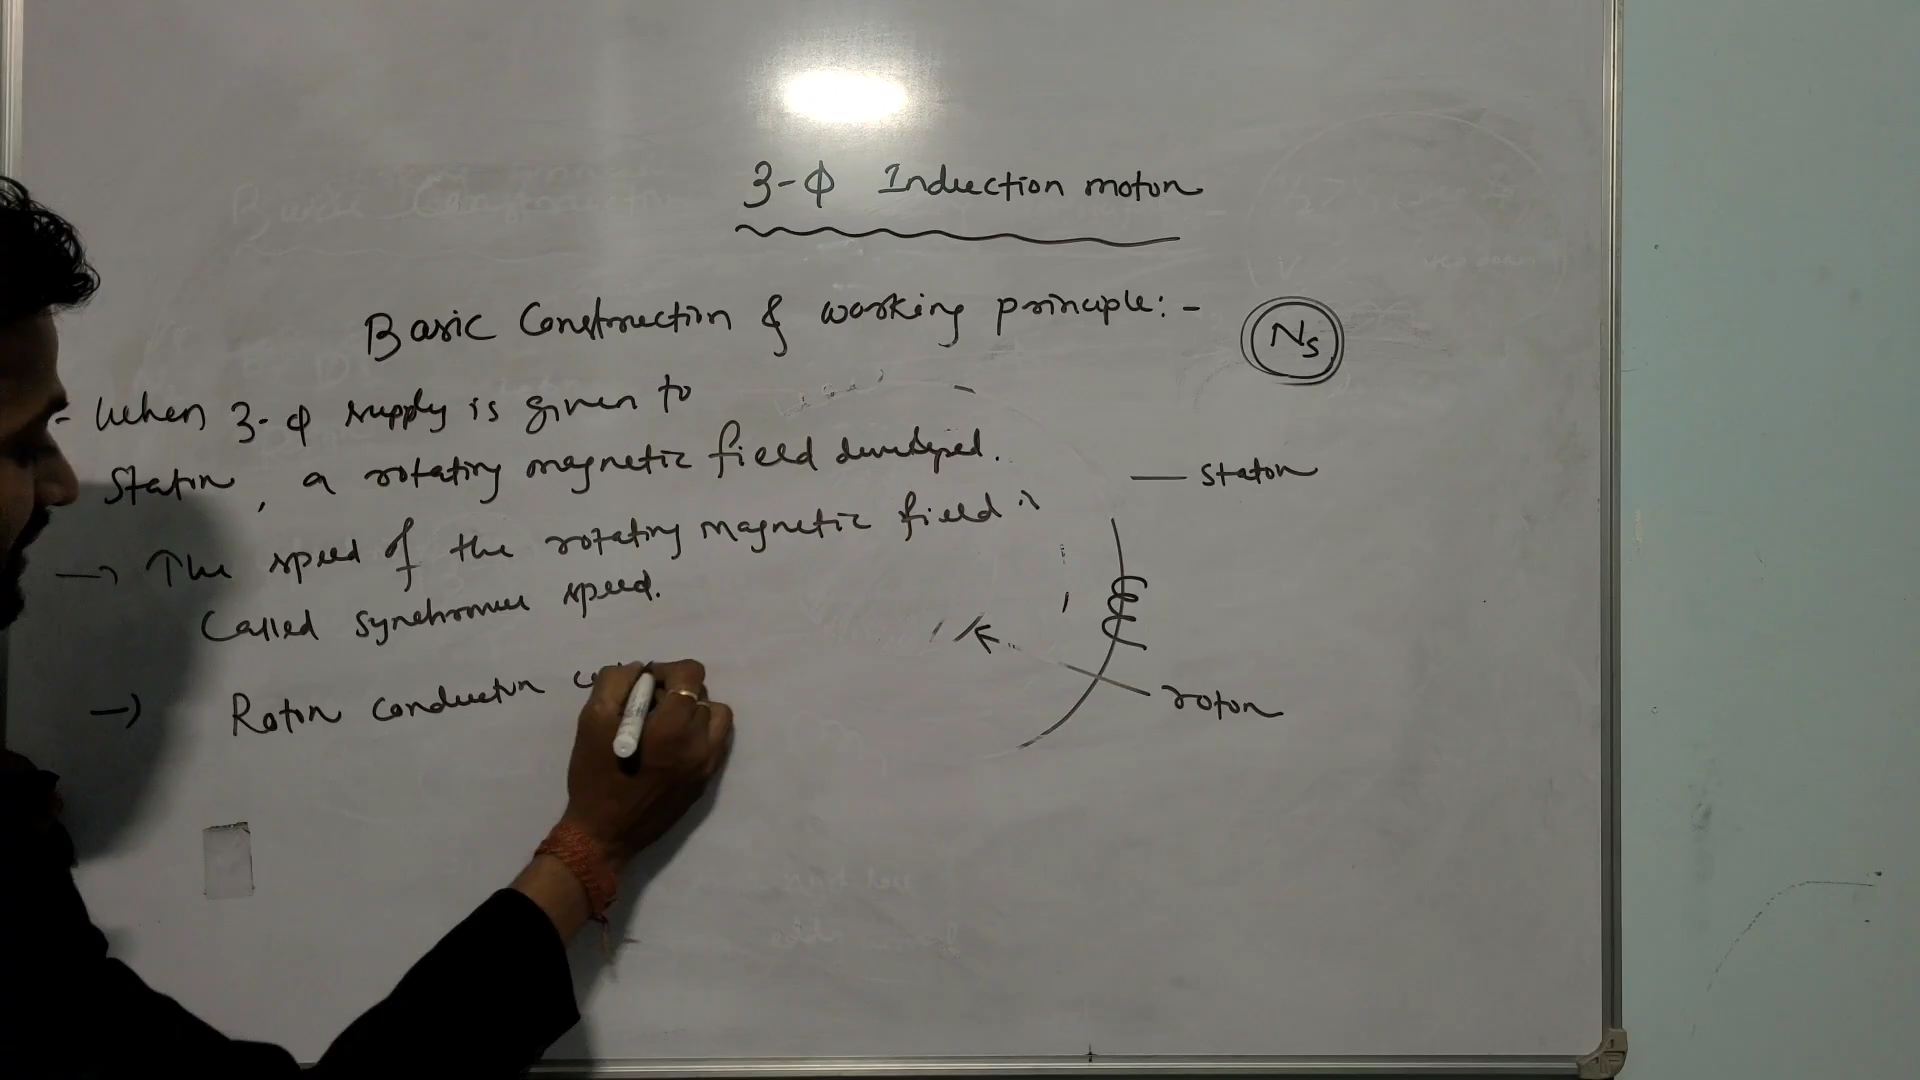 3-Φ Induction motor
Basic Construction & working principle:-
Ns
- When 3-Φ supply is given to
Stator, a rotating magnetic field developed.
— stator
→ The speed of the rotating magnetic field is
Called synchronous speed.
→ Rotor conductor
rotor